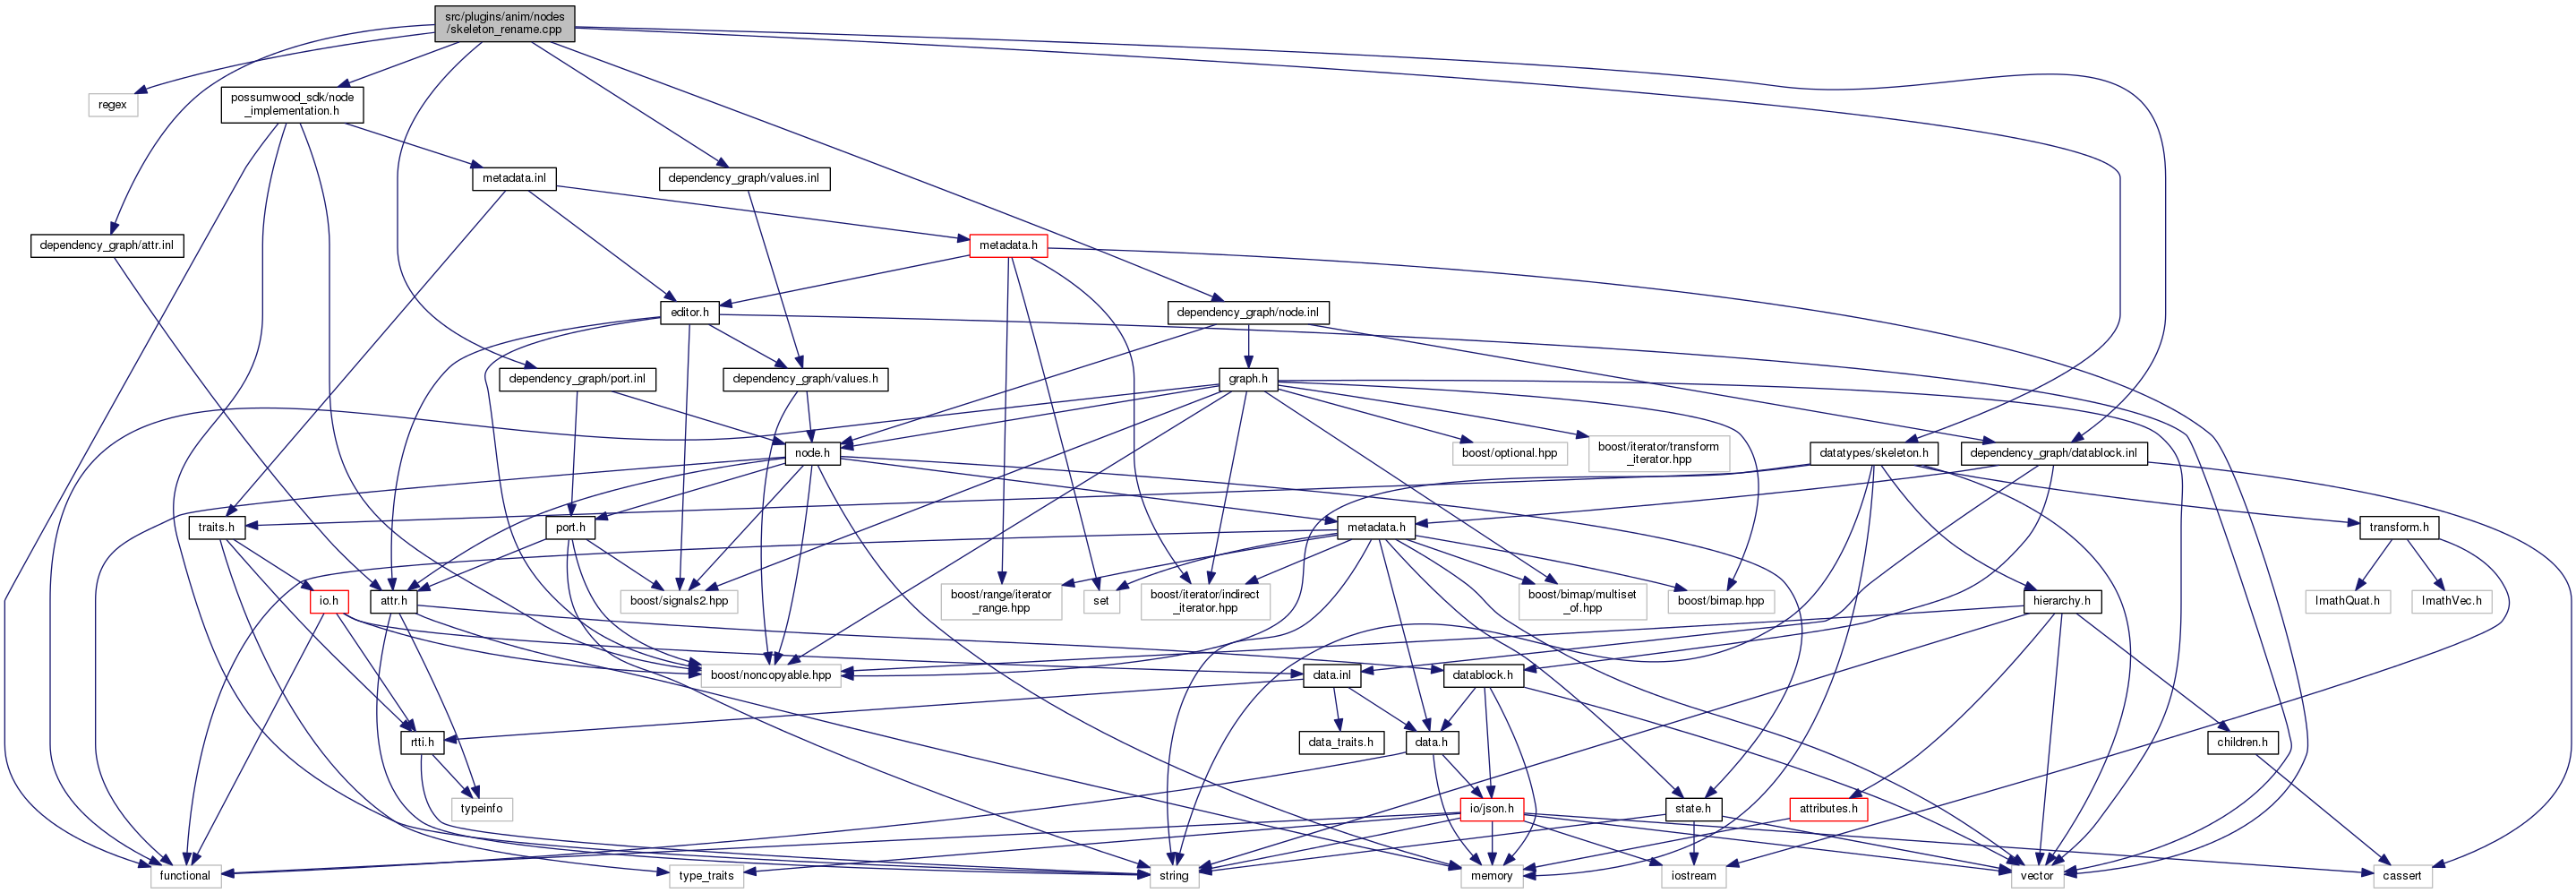 src/plugins/anim/nodes
/skeleton_rename.cpp
regex
possumwood_sdk/node
_implementation.h
metadata.inl
dependency_graph/values.inl
dependency_graph/attr.inl
metadata.h
editor.h
dependency_graph/node.inl
dependency_graph/port.inl
dependency_graph/values.h
graph.h
node.h
boost/optional.hpp
boost/iterator/transform
_iterator.hpp
datatypes/skeleton.h
dependency_graph/datablock.inl
traits.h
port.h
metadata.h
transform.h
io.h
attr.h
boost/signals2.hpp
boost/range/iterator
_range.hpp
set
boost/iterator/indirect
_iterator.hpp
boost/bimap/multiset
_of.hpp
boost/bimap.hpp
hierarchy.h
ImathQuat.h
ImathVec.h
boost/noncopyable.hpp
data.inl
datablock.h
rtti.h
data_traits.h
data.h
children.h
typeinfo
io/json.h
state.h
attributes.h
functional
type_traits
string
memory
iostream
vector
cassert